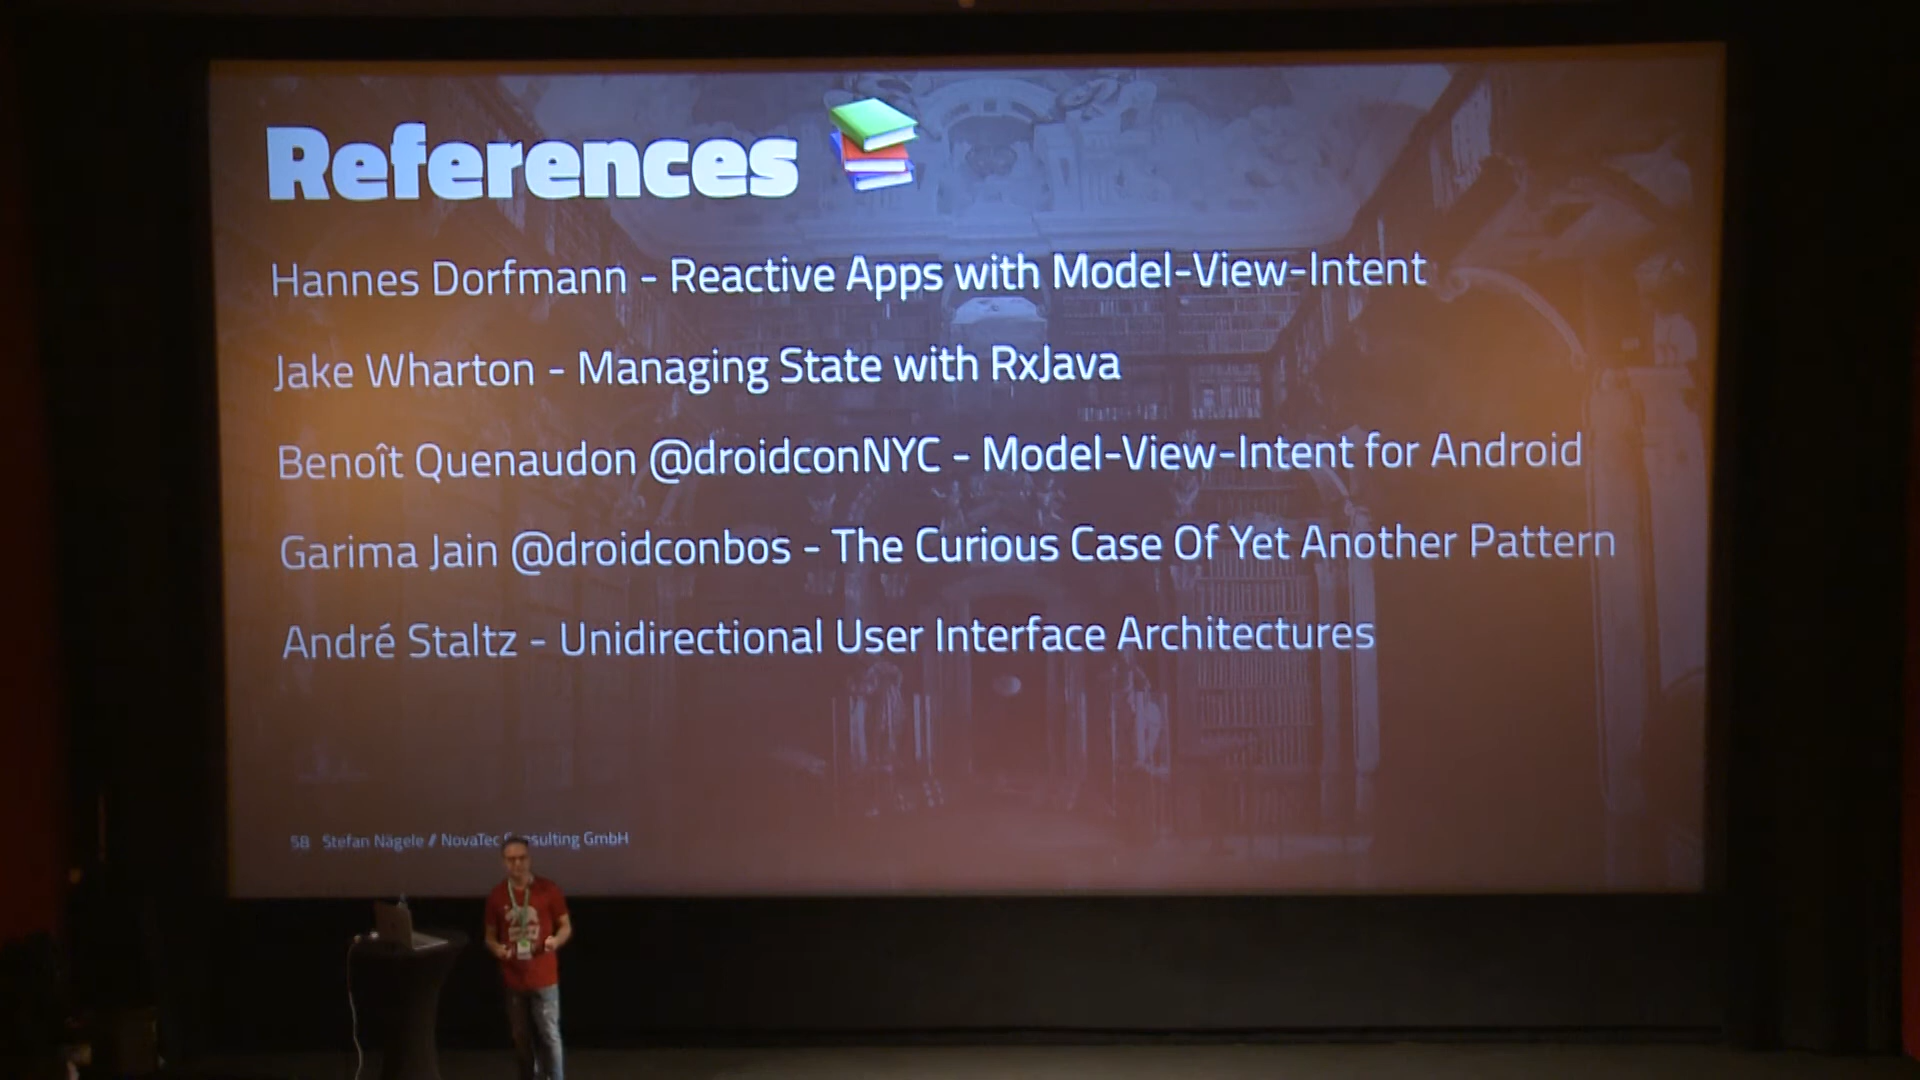 References
Hannes Dorfmann - Reactive Apps with Model-View-Intent
Jake Wharton - Managing State with RxJava
Benoît Quenaudon @droidconNYC - Model-View-Intent for Android
Garima Jain @droidconbos - The Curious Case Of Yet Another Pattern
André Staltz - Unidirectional User Interface Architectures
58 Stefan Nägele // NovaTec Consulting GmbH